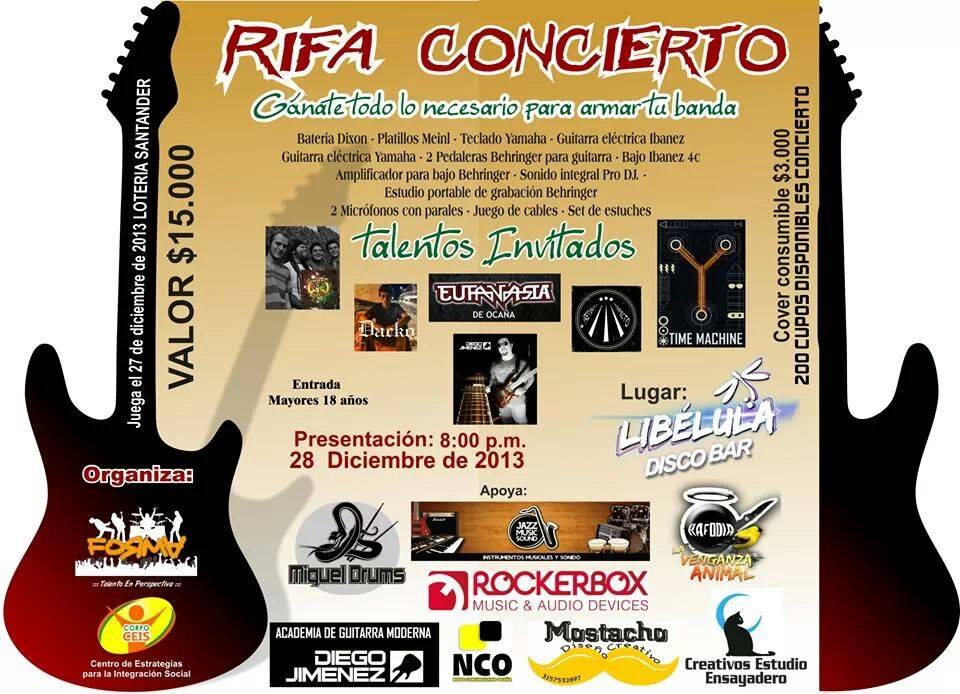 RIFA CONCIERTO
Gánate todo lo necesario para armar tu banda
Bateria Dixon - Platillos Meinl - Teclado Yamaha - Guitarra eléctrica Ibanez
Guitarra eléctrica Yamaha - 2 Pedaleras Behringer para guitarra - Bajo Ibanez 4c
Amplificador para bajo Behringer - Sonido integral Pro DJ. -
Estudio portable de grabación Behringer
2 Micrófonos con parales - Juego de cables - Set de estuches
Juega el 27 de diciembre de 2013 LOTERIA SANTANDER
VALOR $15.000
Cover consumible $3.000
200 CUPOS DISPONIBLES CONCIERTO
Talentos Invitados
Darko
EUTANASIA
DE OCAÑA
TIME MACHINE
DIEGO
JIMENEZ
Entrada
Mayores 18 años
Lugar:
LIBÉLULA
DISCO BAR
Presentación: 8:00 p.m.
28 Diciembre de 2013
Organiza:
FORMA
::: Talento En Perspectiva :::
CORPO
CEIS
Centro de Estrategias
para la Integración Social
Apoya:
Miguel Drums
JAZZ
MUSIC
SOUND
INSTRUMENTOS MUSICALES Y SONIDO
KAFODIA
LA VENGANZA
ANIMAL
ROCKERBOX
MUSIC & AUDIO DEVICES
ACADEMIA DE GUITARRA MODERNA
DIEGO
JIMENEZ
NCO
Mostacho
Diseño Creativo
3157532897
Creativos Estudio
Ensayadero